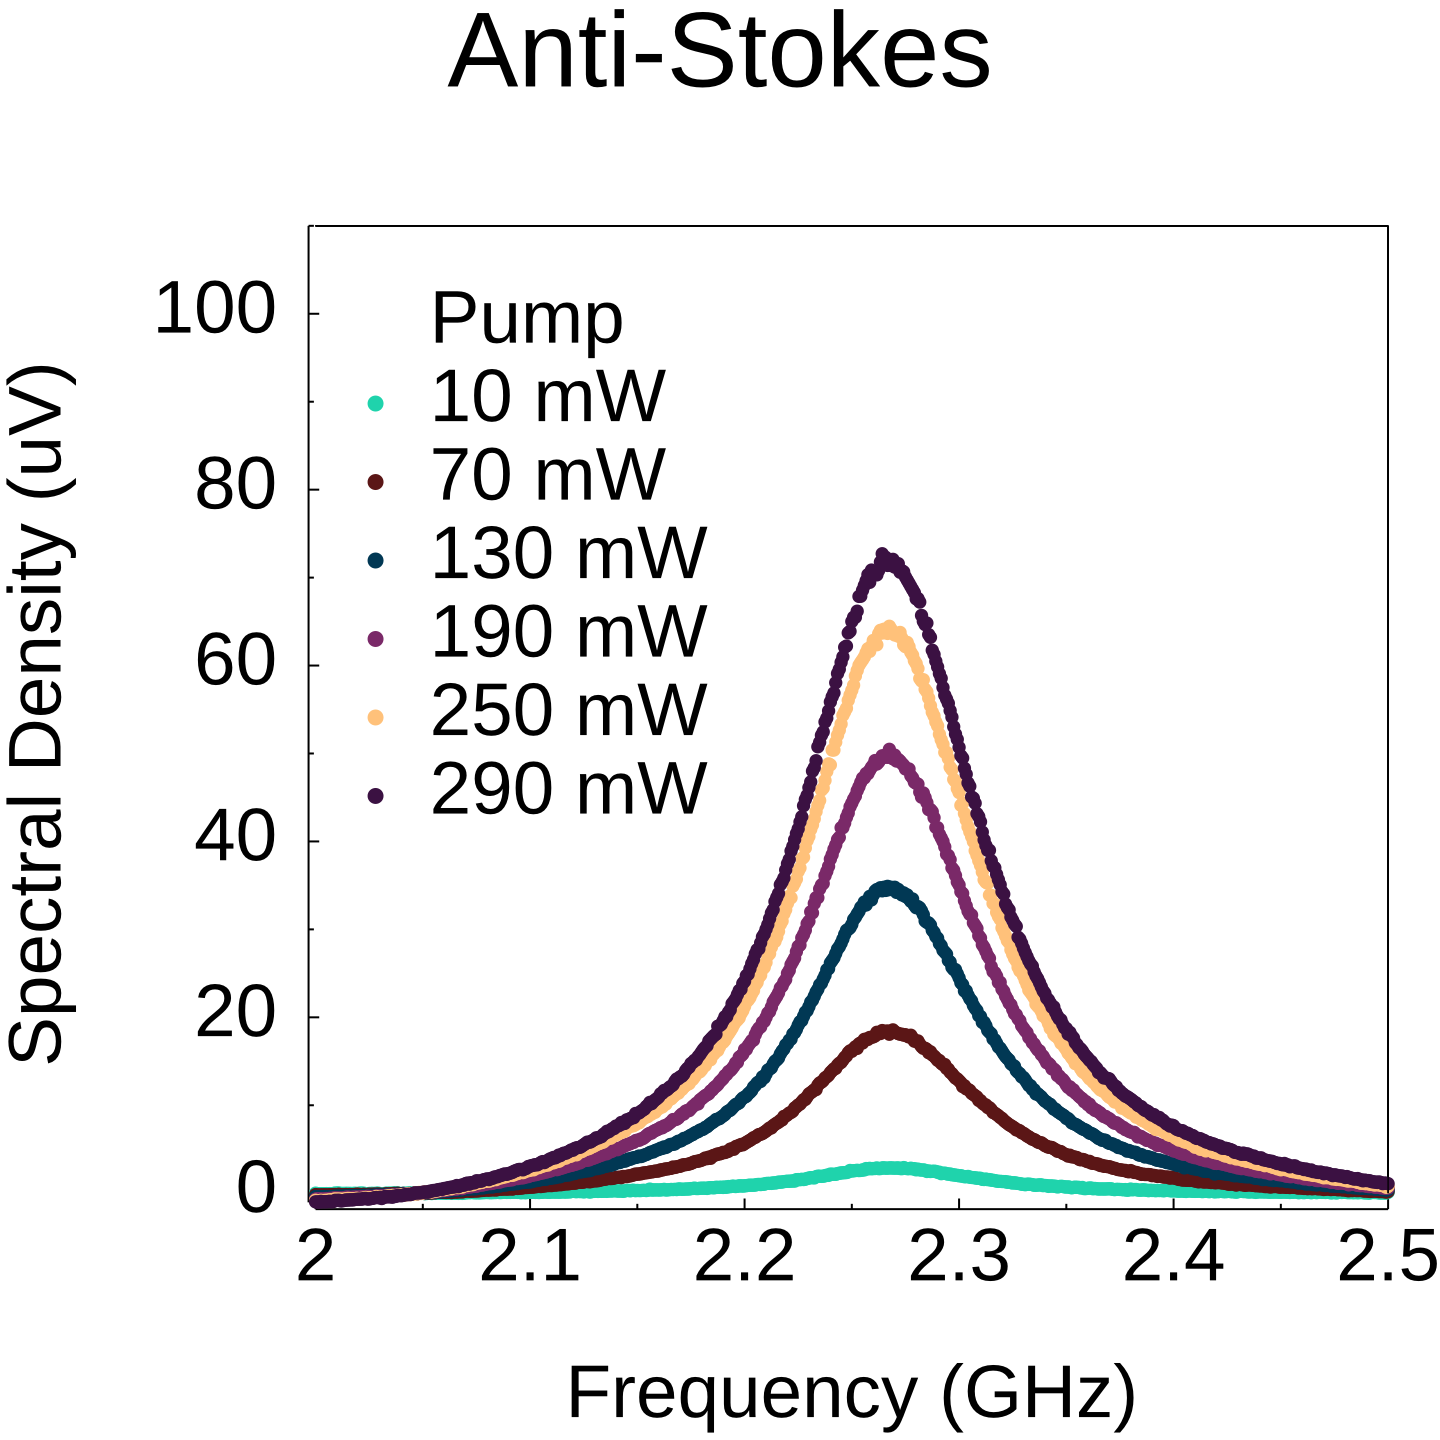 Anti-Stokes
Spectral Density (uV)
100
80
60
40
20
0
Pump
10 mW
70 mW
130 mW
190 mW
250 mW
290 mW
2 2.1 2.2 2.3 2.4 2.5
Frequency (GHz)